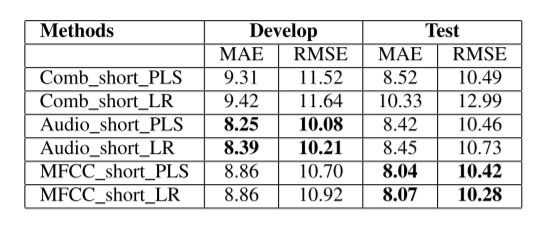 Methods Develop Test
MAE RMSE MAE RMSE
Comb_short_PLS 9.31 11.52 8.52 10.49
Comb_short_LR 9.42 11.64 10.33 12.99
Audio_short_PLS 8.25 10.08 8.42 10.46
Audio_short_LR 8.39 10.21 8.45 10.73
MFCC_short_PLS 8.86 10.70 8.04 10.42
MFCC_short_LR 8.86 10.92 8.07 10.28